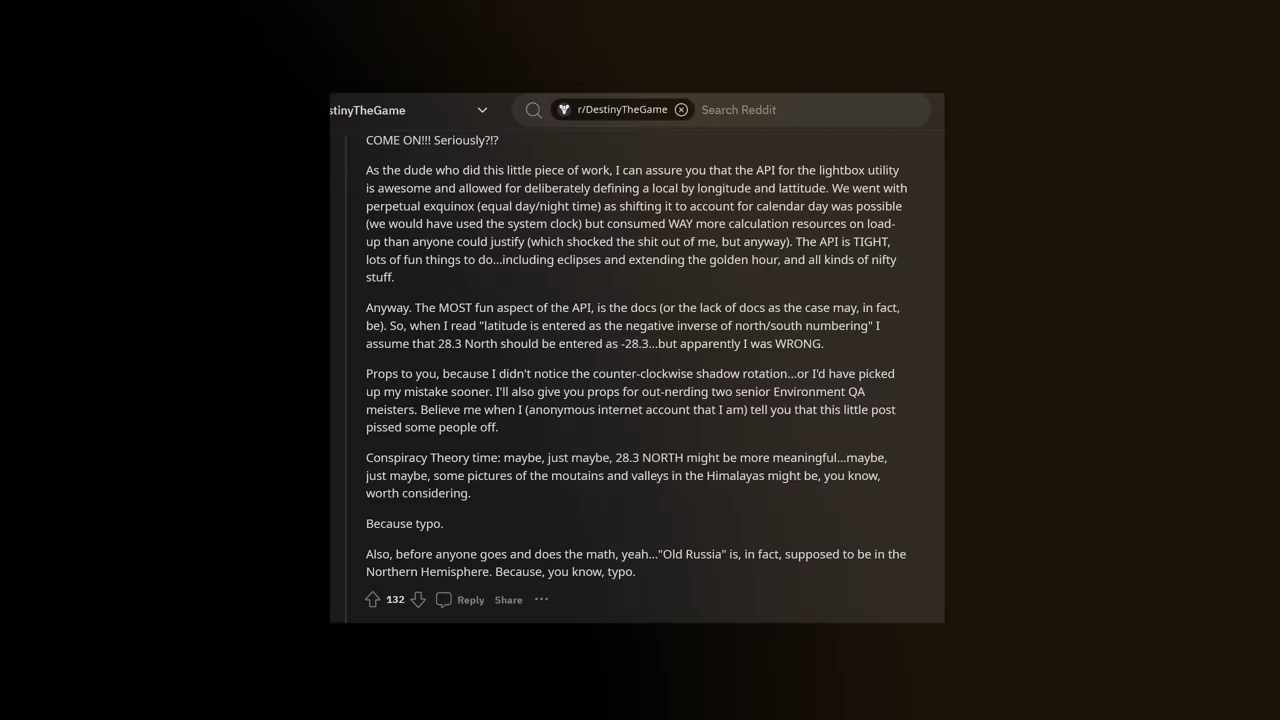 stinyTheGame
r/DestinyTheGame
Search Reddit
COME ON!!! Seriously?!?
As the dude who did this little piece of work, I can assure you that the API for the lightbox utility
is awesome and allowed for deliberately defining a local by longitude and lattitude. We went with
perpetual exquinox (equal day/night time) as shifting it to account for calendar day was possible
(we would have used the system clock) but consumed WAY more calculation resources on load-
up than anyone could justify (which shocked the shit out of me, but anyway). The API is TIGHT,
lots of fun things to do...including eclipses and extending the golden hour, and all kinds of nifty
stuff.
Anyway. The MOST fun aspect of the API, is the docs (or the lack of docs as the case may, in fact,
be). So, when I read "latitude is entered as the negative inverse of north/south numbering" I
assume that 28.3 North should be entered as -28.3...but apparently I was WRONG.
Props to you, because I didn't notice the counter-clockwise shadow rotation...or I'd have picked
up my mistake sooner. I'll also give you props for out-nerding two senior Environment QA
meisters. Believe me when I (anonymous internet account that I am) tell you that this little post
pissed some people off.
Conspiracy Theory time: maybe, just maybe, 28.3 NORTH might be more meaningful...maybe,
just maybe, some pictures of the moutains and valleys in the Himalayas might be, you know,
worth considering.
Because typo.
Also, before anyone goes and does the math, yeah..."Old Russia" is, in fact, supposed to be in the
Northern Hemisphere. Because, you know, typo.
132 Reply Share ...